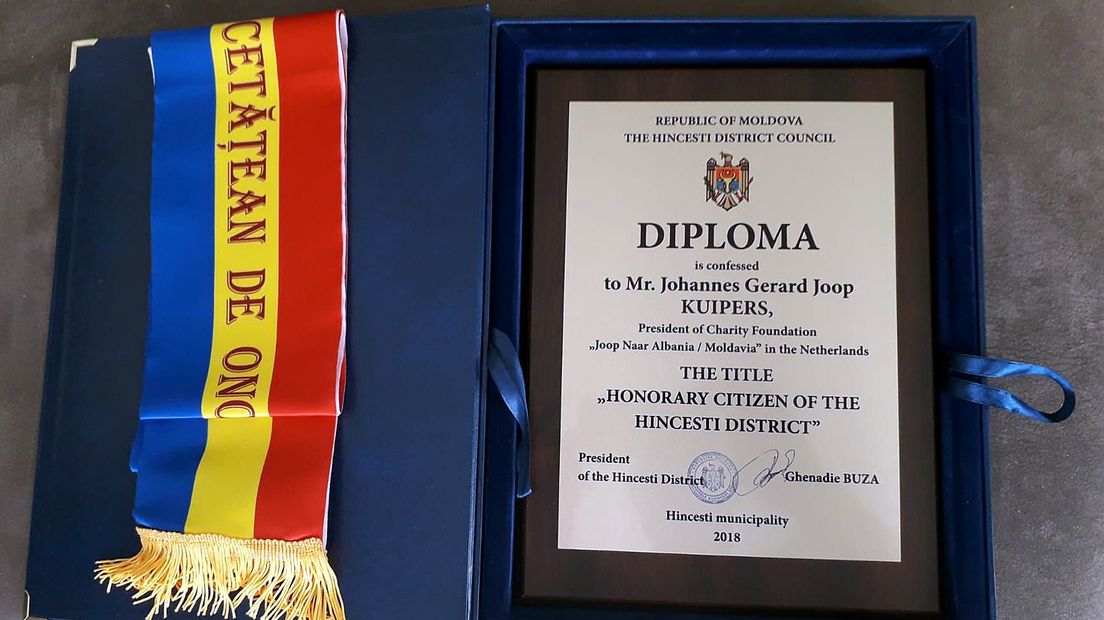 CETĂȚEAN DE ONO
REPUBLIC OF MOLDOVA
THE HINCESTI DISTRICT COUNCIL
DIPLOMA
is confessed
to Mr. Johannes Gerard Joop
KUIPERS,
President of Charity Foundation
„Joop Naar Albania / Moldavia” in the Netherlands
THE TITLE
„HONORARY CITIZEN OF THE
HINCESTI DISTRICT”
President
of the Hincesti District Ghenadie BUZA
Hincesti municipality
2018